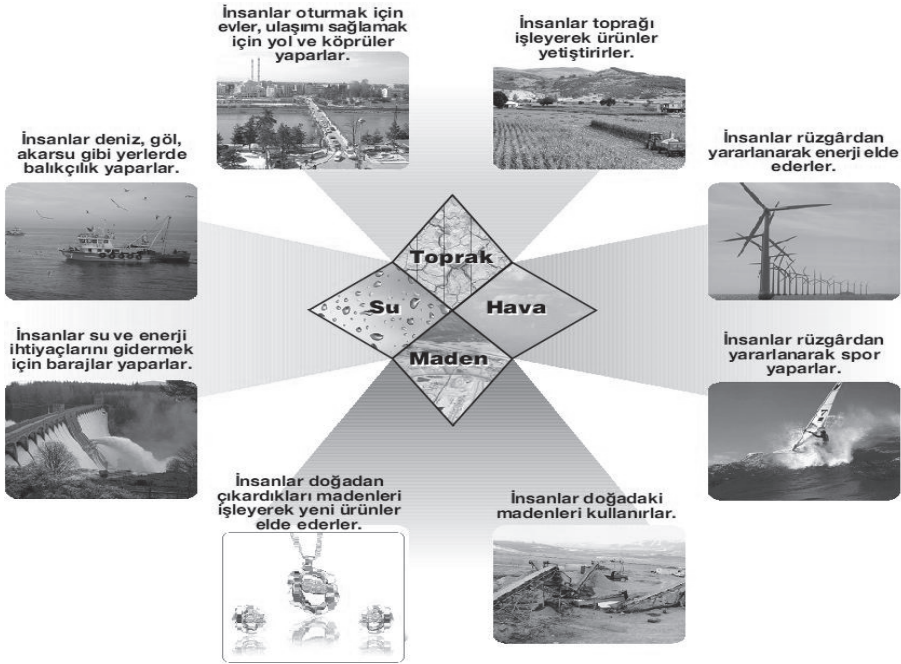 İnsanlar oturmak için
evler, ulaşımı sağlamak
için yol ve köprüler
yaparlar.
İnsanlar toprağı
işleyerek ürünler
yetiştirirler.
İnsanlar deniz, göl,
akarsu gibi yerlerde
balıkçılık yaparlar.
İnsanlar rüzgârdan
yararlanarak enerji elde
ederler.
Toprak
Su
Hava
Maden
İnsanlar su ve enerji
ihtiyaçlarını gidermek
için barajlar yaparlar.
İnsanlar rüzgârdan
yararlanarak spor
yaparlar.
İnsanlar doğadan
çıkardıkları madenleri
işleyerek yeni ürünler
elde ederler.
İnsanlar doğadaki
madenleri kullanırlar.